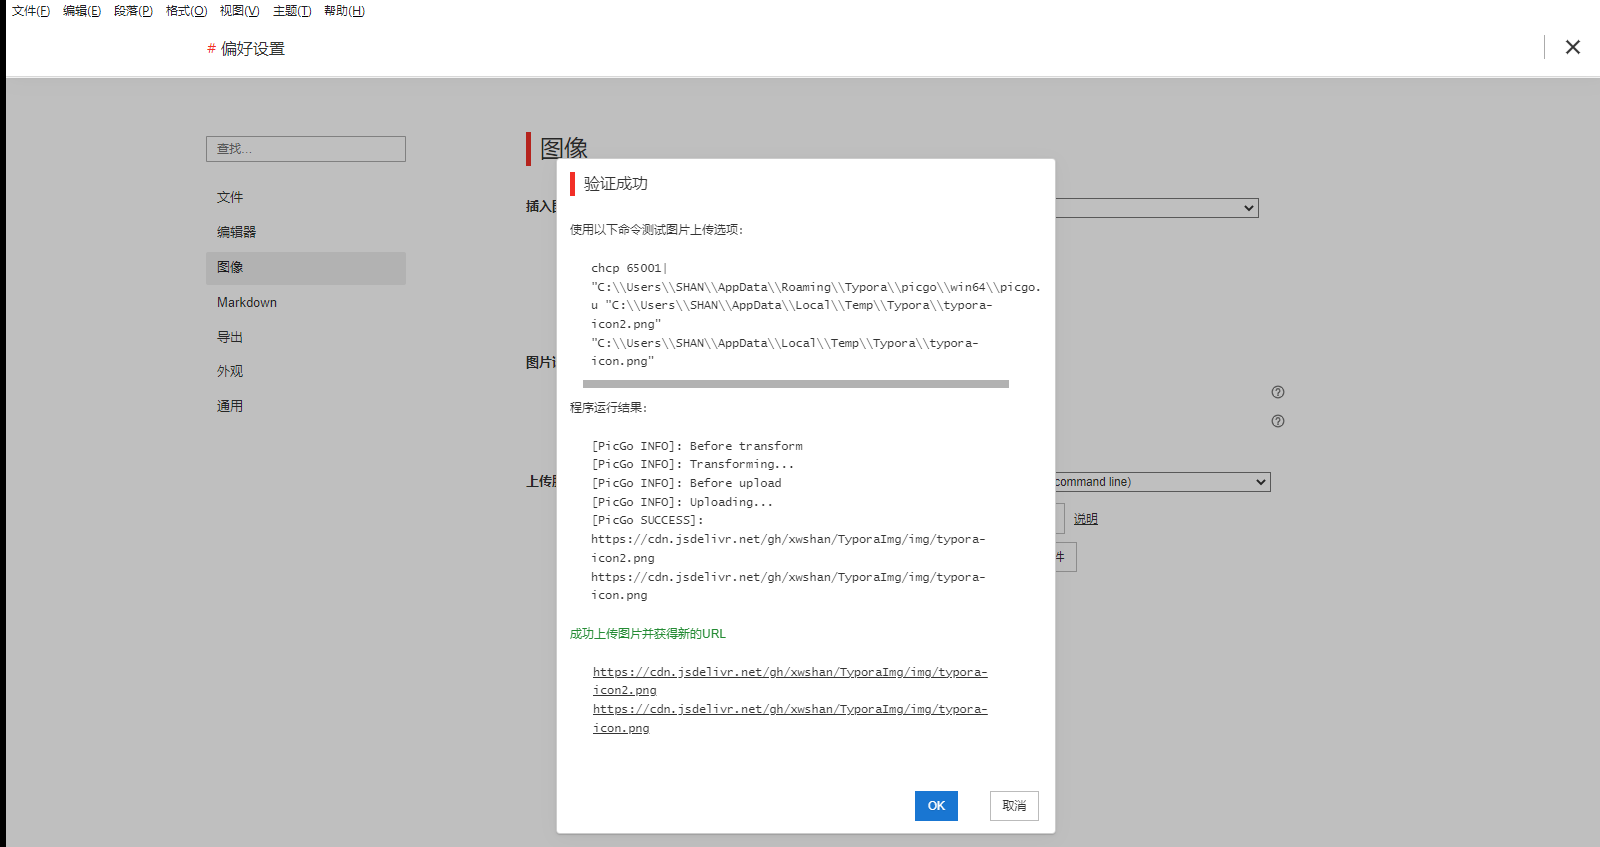 文件(F) 编辑(E) 段落(P) 格式(O) 视图(V) 主题(T) 帮助(H)
# 偏好设置
查找...
文件
编辑器
图像
Markdown
导出
外观
通用
图像
插入
图片
上传
command line)
说明
件
验证成功
使用以下命令测试图片上传选项:
chcp 65001|
"C:\\Users\\SHAN\\AppData\\Roaming\\Typora\\picgo\\win64\\picgo.
u "C:\\Users\\SHAN\\AppData\\Local\\Temp\\Typora\\typora-
icon2.png"
"C:\\Users\\SHAN\\AppData\\Local\\Temp\\Typora\\typora-
icon.png"
程序运行结果:
[PicGo INFO]: Before transform
[PicGo INFO]: Transforming...
[PicGo INFO]: Before upload
[PicGo INFO]: Uploading...
[PicGo SUCCESS]:
https://cdn.jsdelivr.net/gh/xwshan/TyporaImg/img/typora-
icon2.png
https://cdn.jsdelivr.net/gh/xwshan/TyporaImg/img/typora-
icon.png
成功上传图片并获得新的URL
https://cdn.jsdelivr.net/gh/xwshan/TyporaImg/img/typora-
icon2.png
https://cdn.jsdelivr.net/gh/xwshan/TyporaImg/img/typora-
icon.png
OK
取消